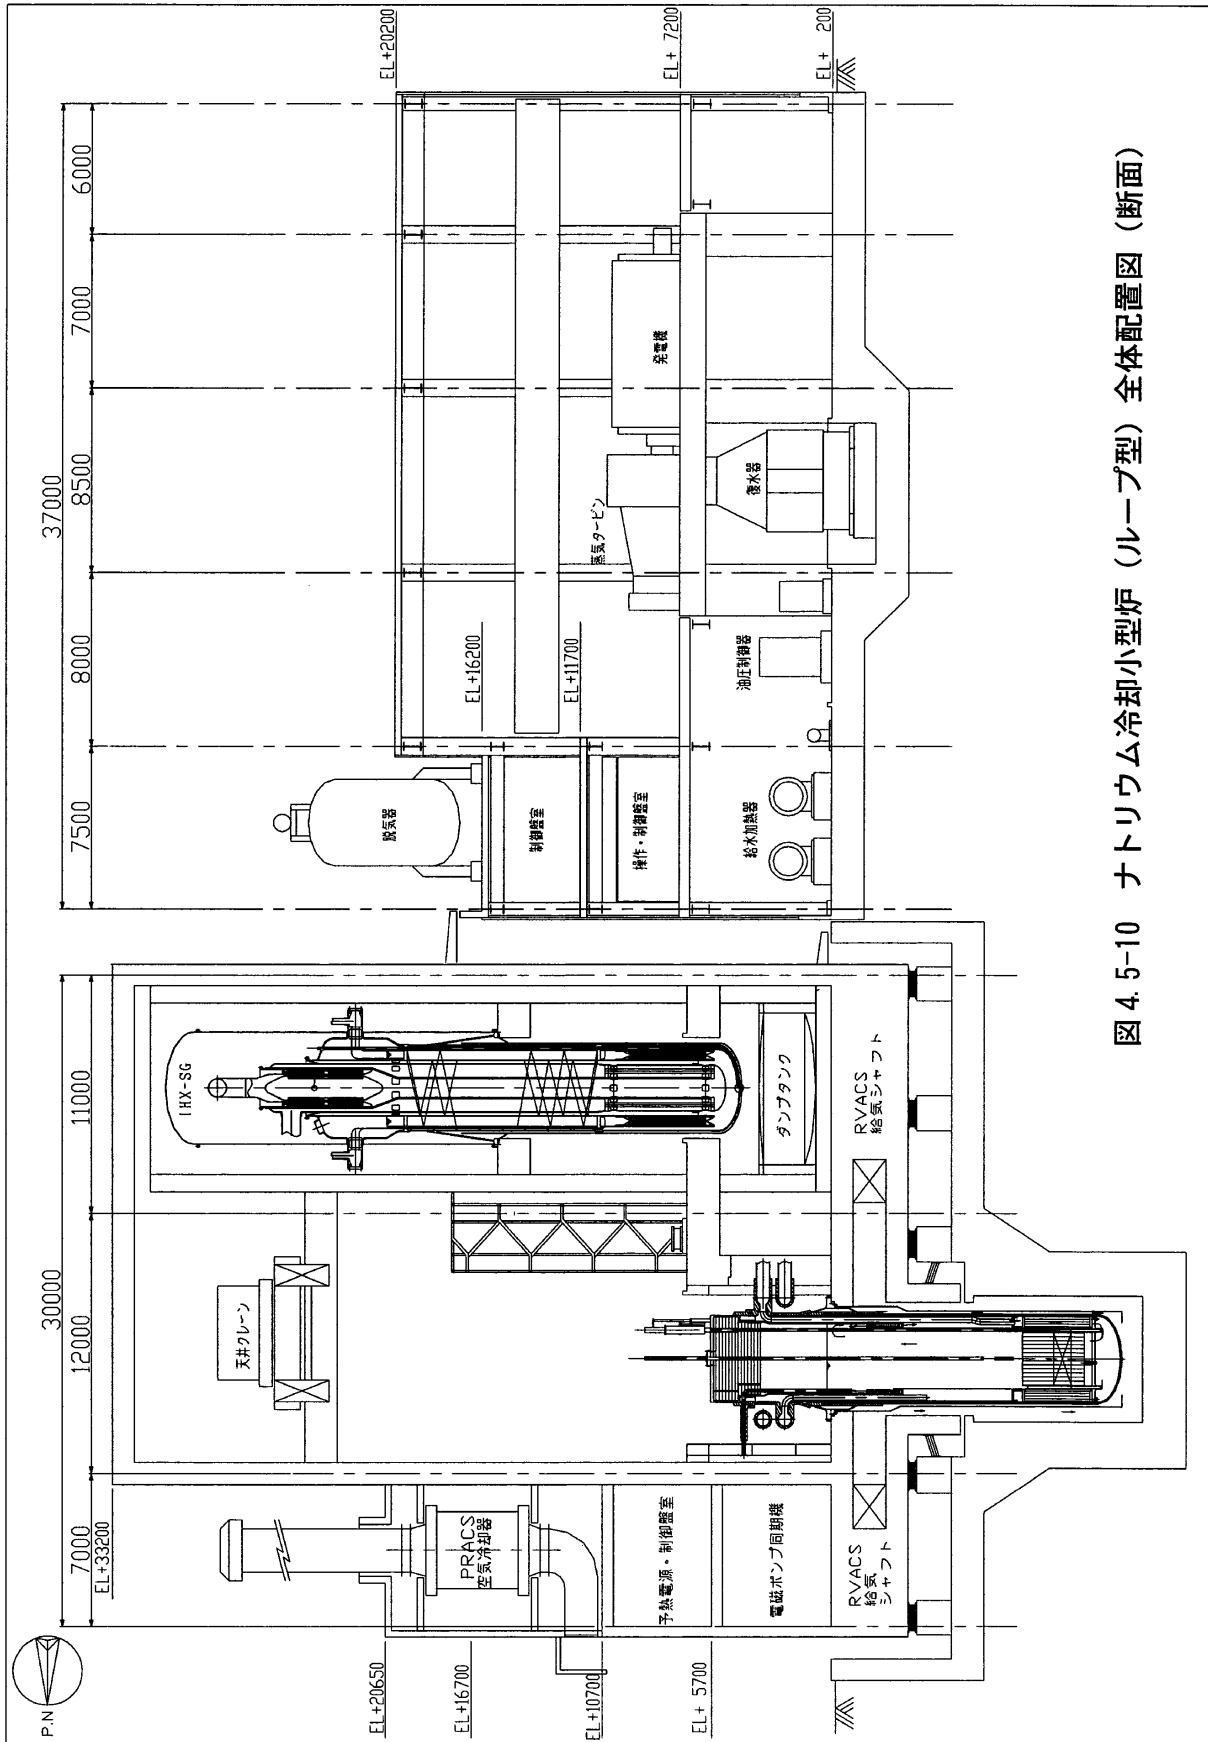 P.N
30000
7000
12000
11000
37000
7500
8000
8500
7000
6000
EL+33200
EL+20650
EL+16700
EL+10700
EL+ 5700
EL+16200
EL+11700
EL+20200
EL+ 7200
EL+ 200
天井クレーン
IHX-SG
PRACS
空気冷却器
予熱電源・制御盤室
電磁ポンプ同期機
RVACS
給気
シャフト
ダンプタンク
RVACS
給気シャフト
脱気器
制御盤室
操作・制御盤室
給水加熱器
油圧制御器
蒸気タービン
復水器
発電機
図 4.5-10 ナトリウム冷却小型炉 (ループ型) 全体配置図 (断面)